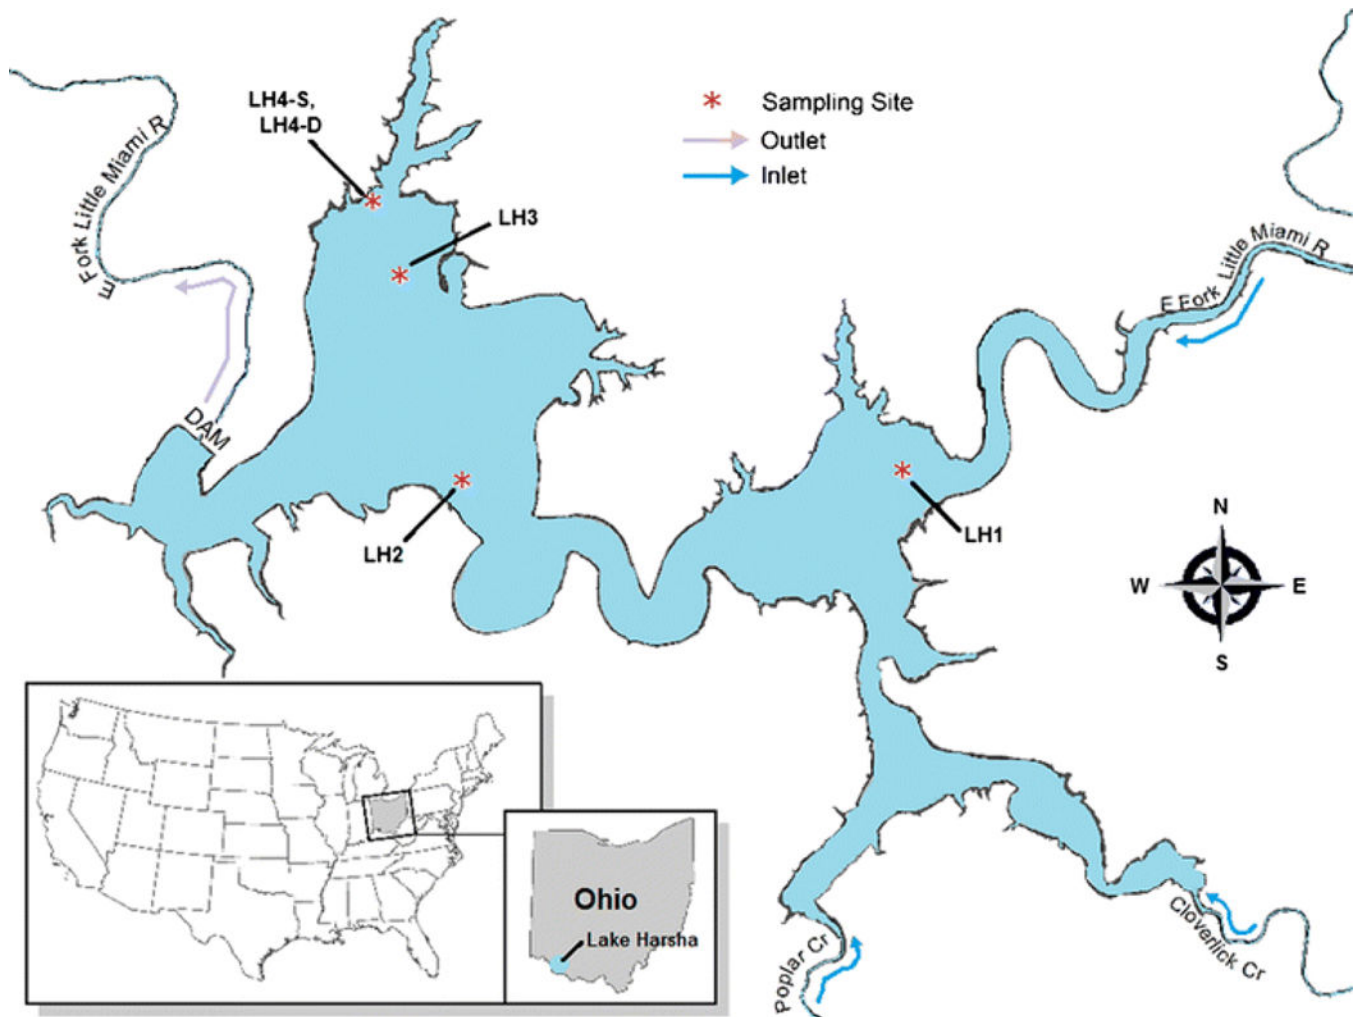 LH4-S,
LH4-D
Sampling Site
Outlet
Inlet
E Fork Little Miami R
LH3
E Fork Little Miami R
DAM
LH2
LH1
N
W
E
S
Ohio
Lake Harsha
Poplar Cr
Cloverlick Cr